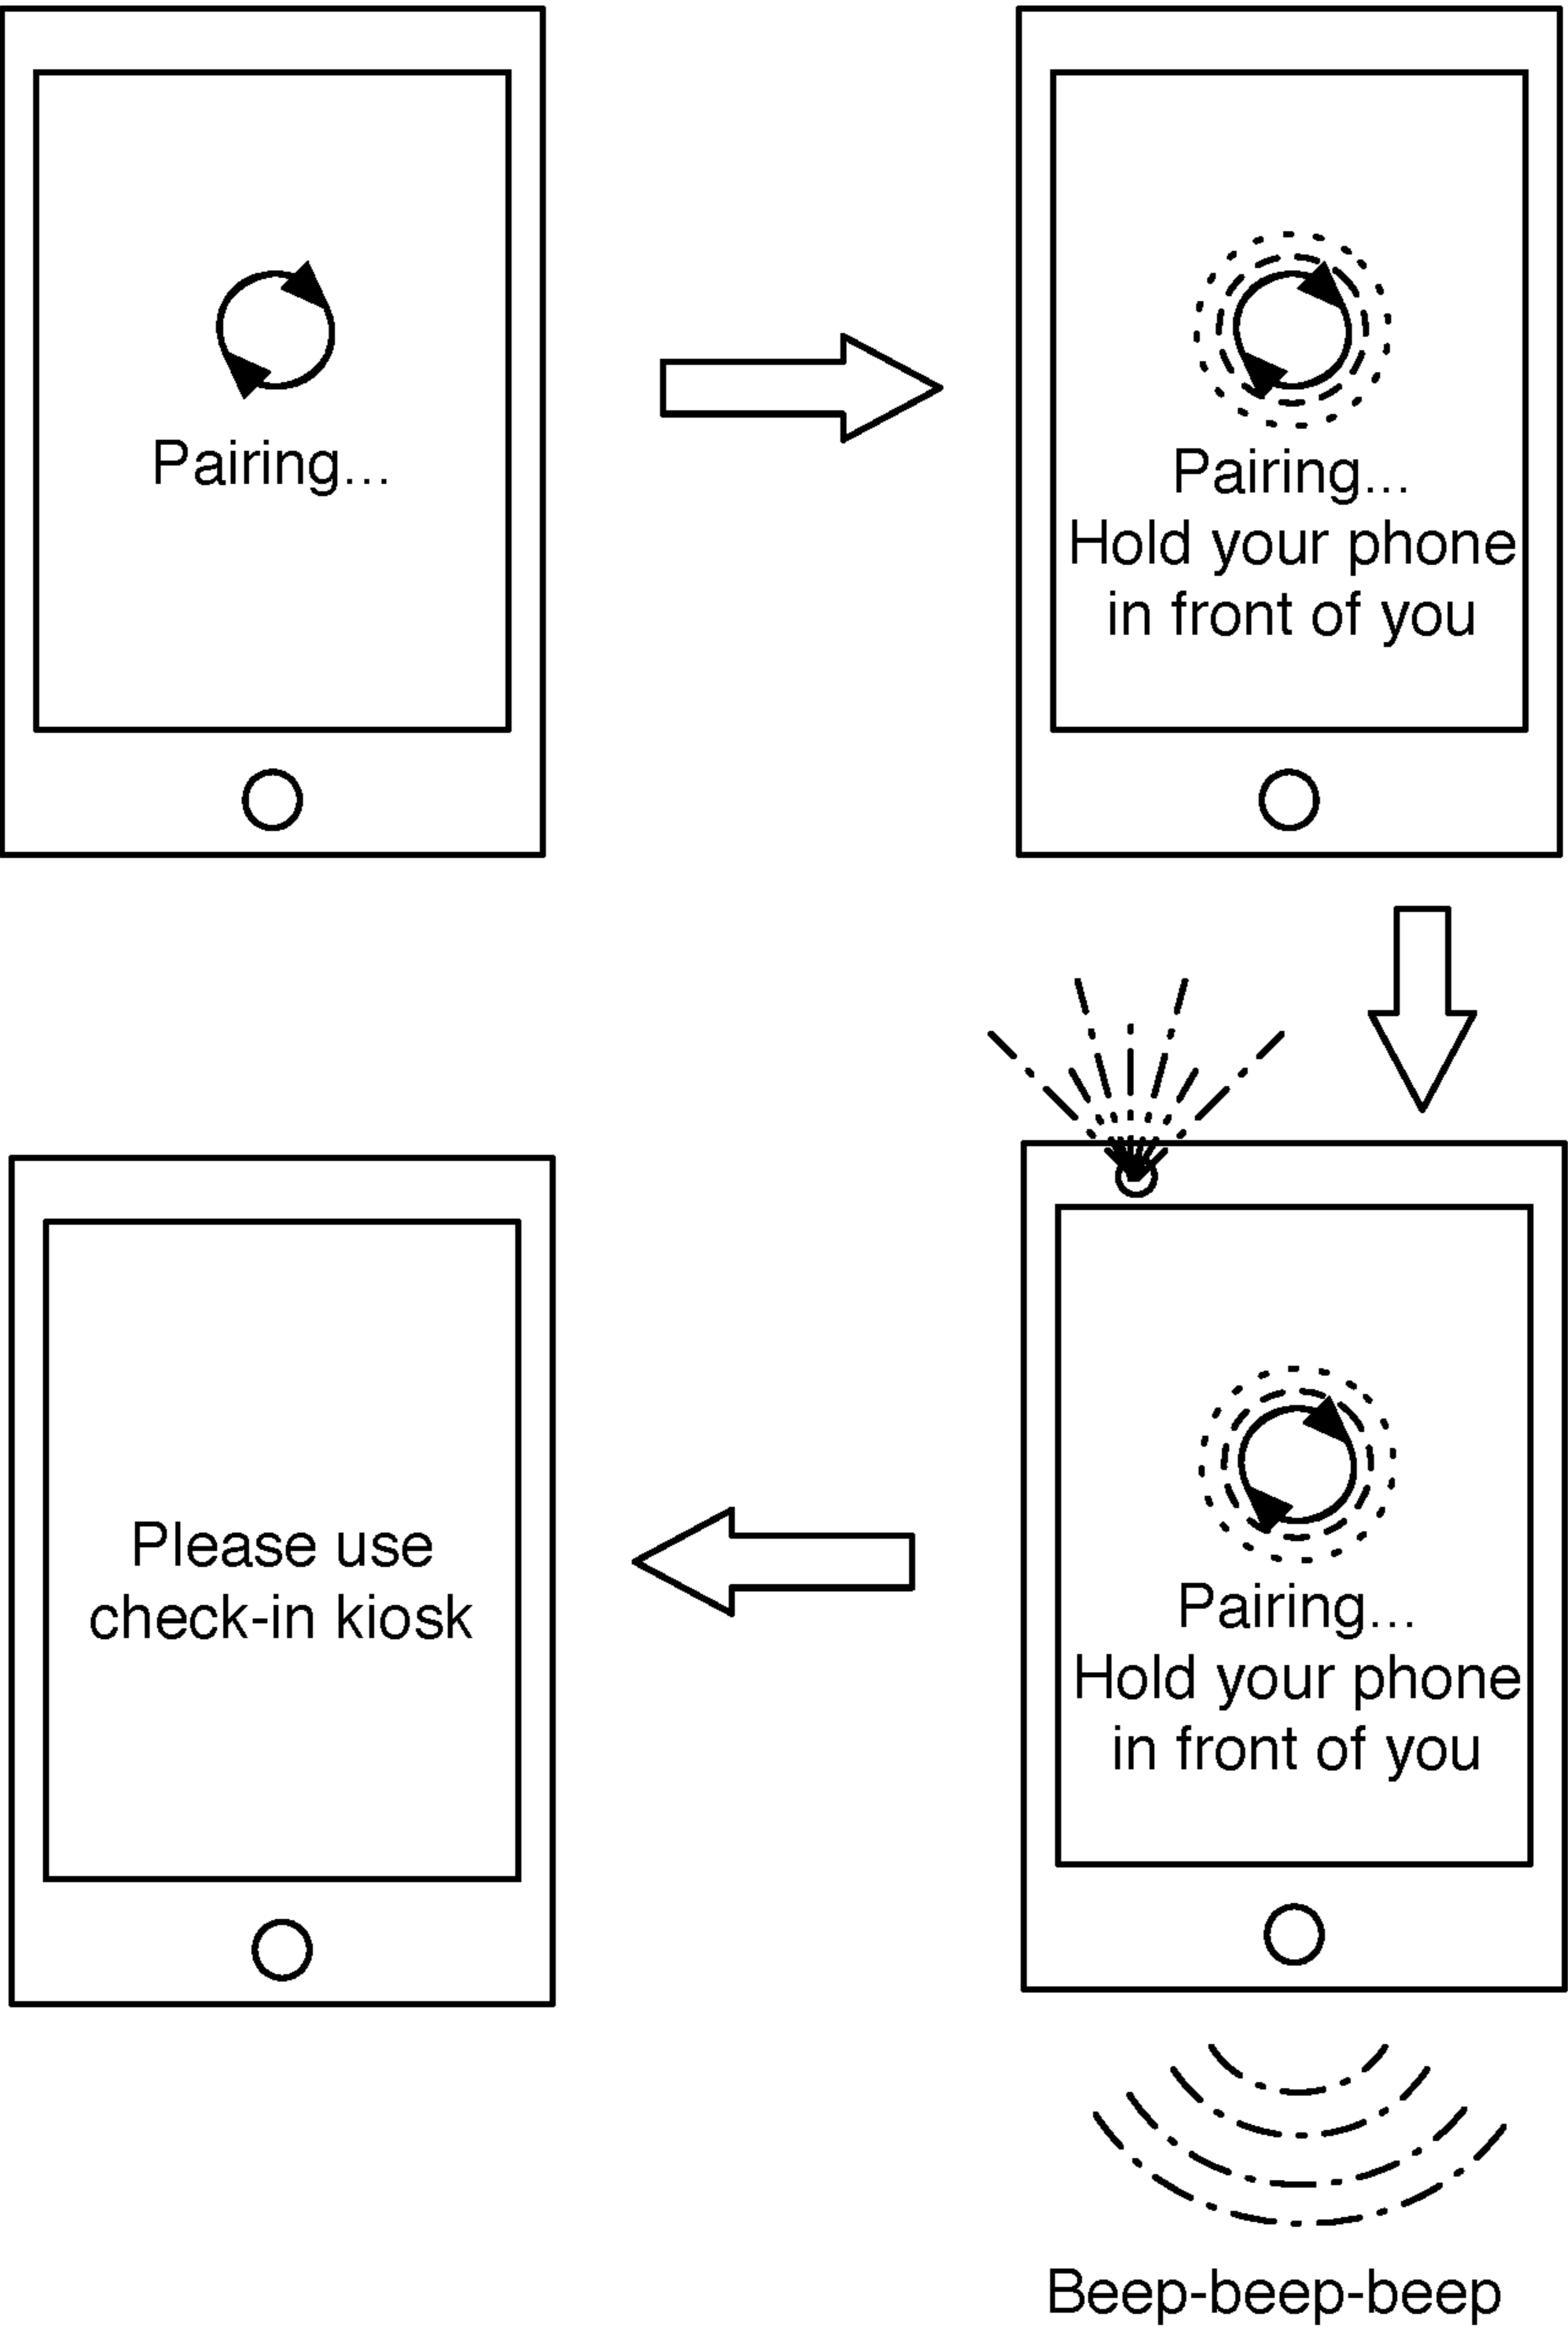 Pairing...
Pairing...
Hold your phone
in front of you
Pairing...
Hold your phone
in front of you
Beep-beep-beep
Please use
check-in kiosk